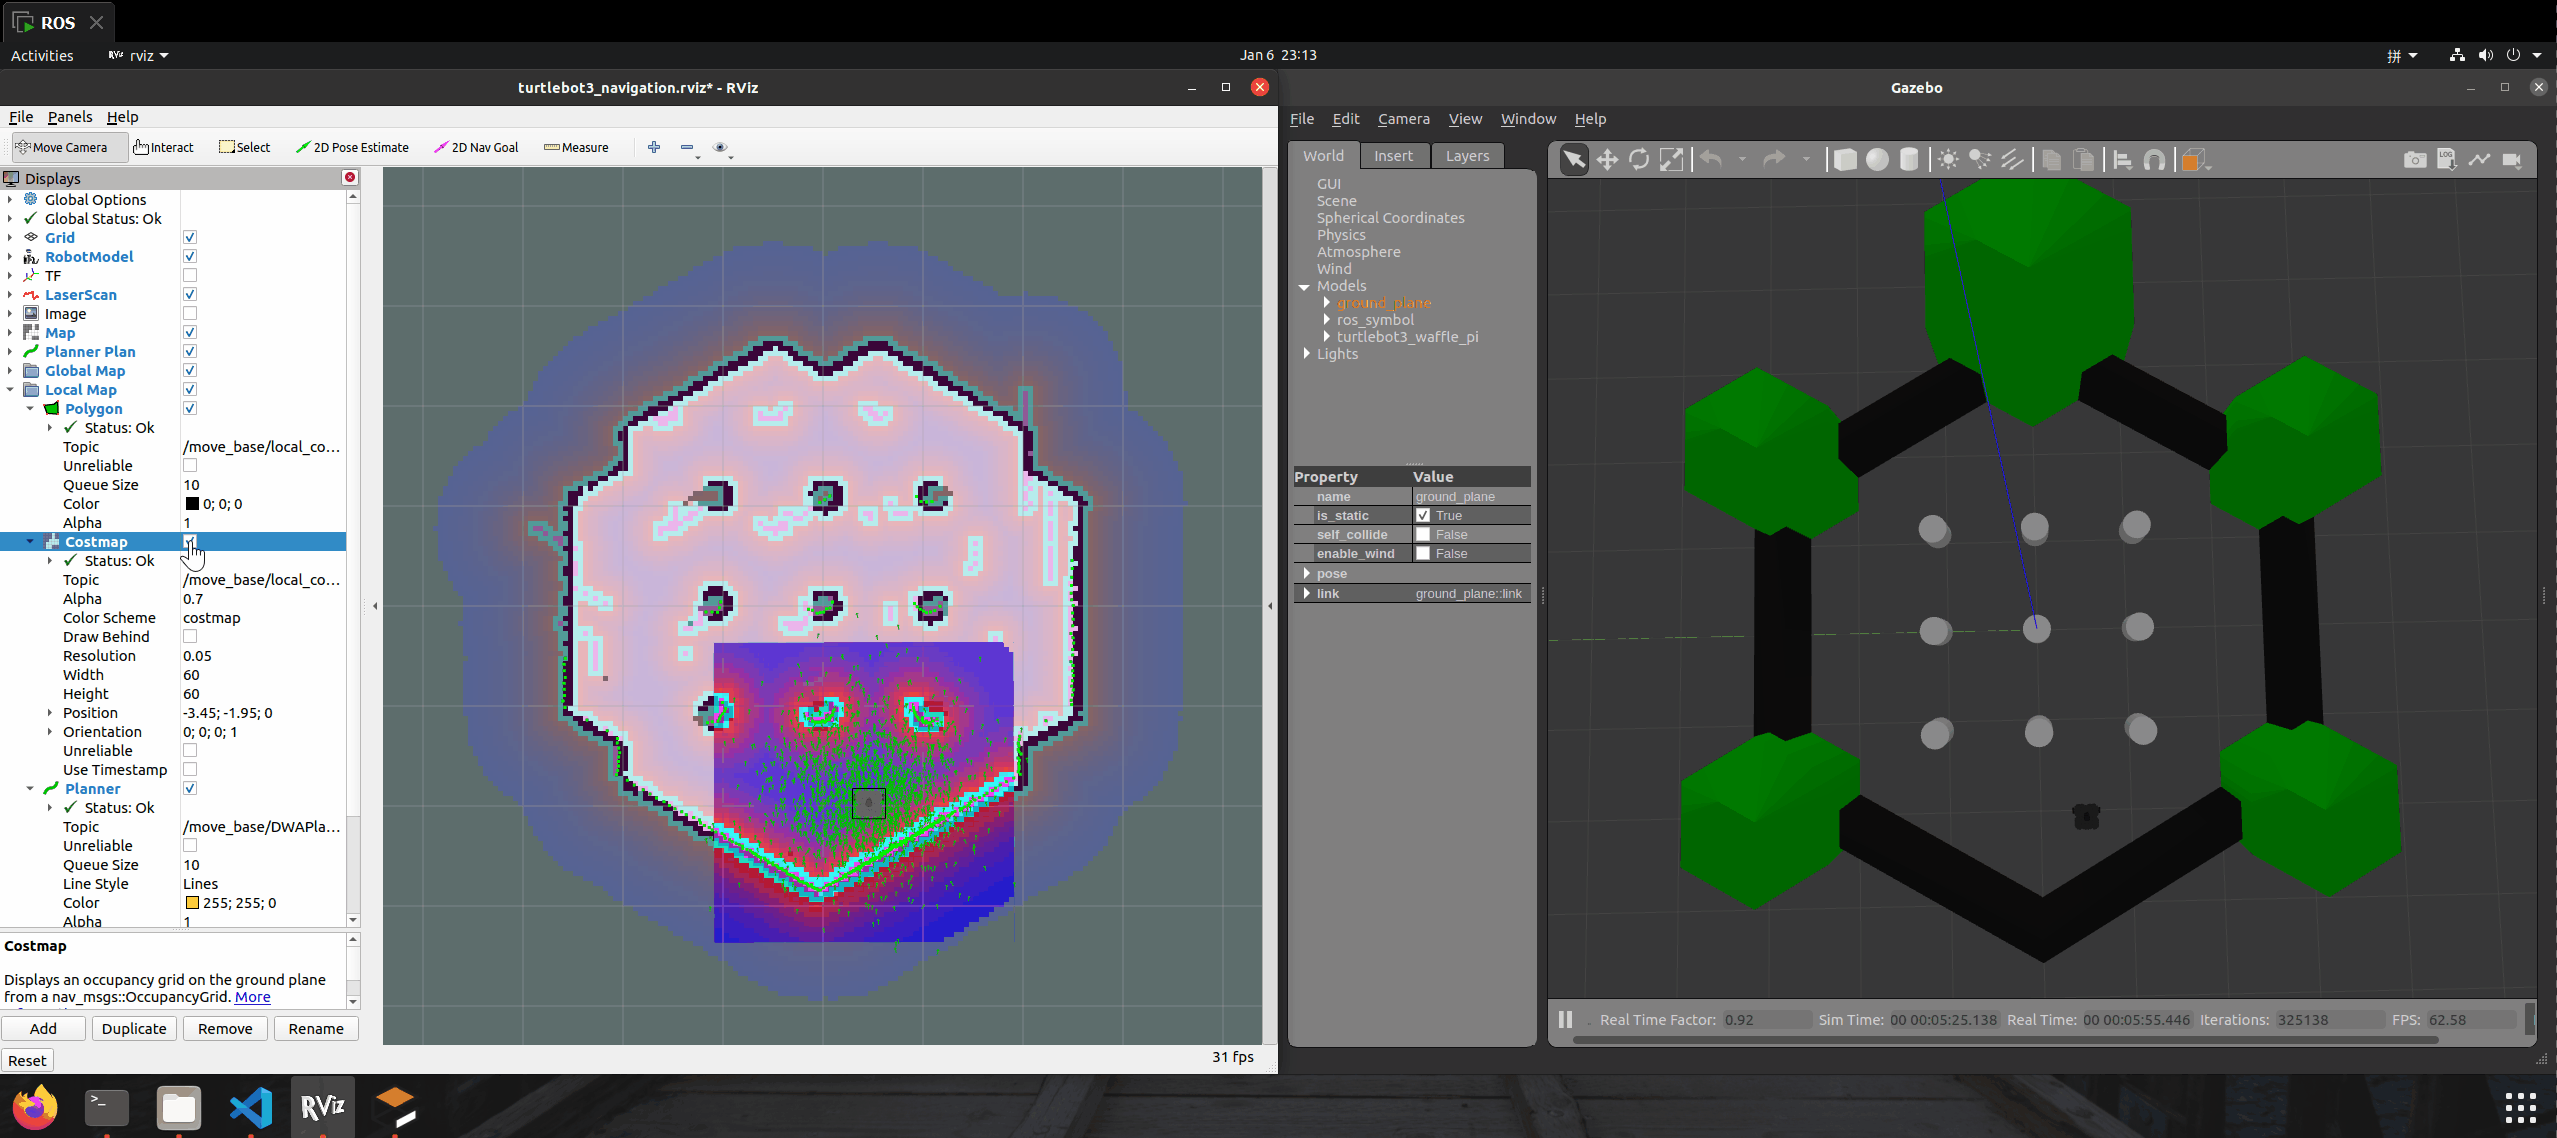 ROS
Activities
RViz rviz
Jan 6 23:13
拼
turtlebot3_navigation.rviz* - RViz
File Panels Help
Move Camera Interact Select 2D Pose Estimate 2D Nav Goal Measure
Displays
Global Options
Global Status: Ok
Grid
RobotModel
TF
LaserScan
Image
Map
Planner Plan
Global Map
Local Map
Polygon
Status: Ok
Topic /move_base/local_co...
Unreliable
Queue Size 10
Color 0; 0; 0
Alpha 1
Costmap
Status: Ok
Topic /move_base/local_co...
Alpha 0.7
Color Scheme costmap
Draw Behind
Resolution 0.05
Width 60
Height 60
Position -3.45; -1.95; 0
Orientation 0; 0; 0; 1
Unreliable
Use Timestamp
Planner
Status: Ok
Topic /move_base/DWAPla...
Unreliable
Queue Size 10
Line Style Lines
Color 255; 255; 0
Alpha 1
Costmap
Displays an occupancy grid on the ground plane
from a nav_msgs::OccupancyGrid. More
Add Duplicate Remove Rename
Reset
31 fps
Gazebo
File Edit Camera View Window Help
World Insert Layers
GUI
Scene
Spherical Coordinates
Physics
Atmosphere
Wind
Models
ground_plane
ros_symbol
turtlebot3_waffle_pi
Lights
Property Value
name ground_plane
is_static True
self_collide False
enable_wind False
pose
link ground_plane::link
LOG
Real Time Factor: 0.92 Sim Time: 00 00:05:25.138 Real Time: 00 00:05:55.446 Iterations: 325138 FPS: 62.58
RViz